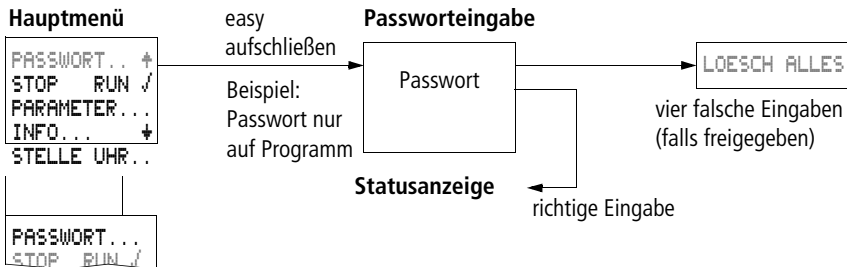 Hauptmenü
PASSWORT..
STOP RUN √
PARAMETER...
INFO...
STELLE UHR..
PASSWORT...
STOP RUN √
easy
aufschließen
Beispiel:
Passwort nur
auf Programm
Passworteingabe
Passwort
Statusanzeige
richtige Eingabe
LOESCH ALLES
vier falsche Eingaben
(falls freigegeben)